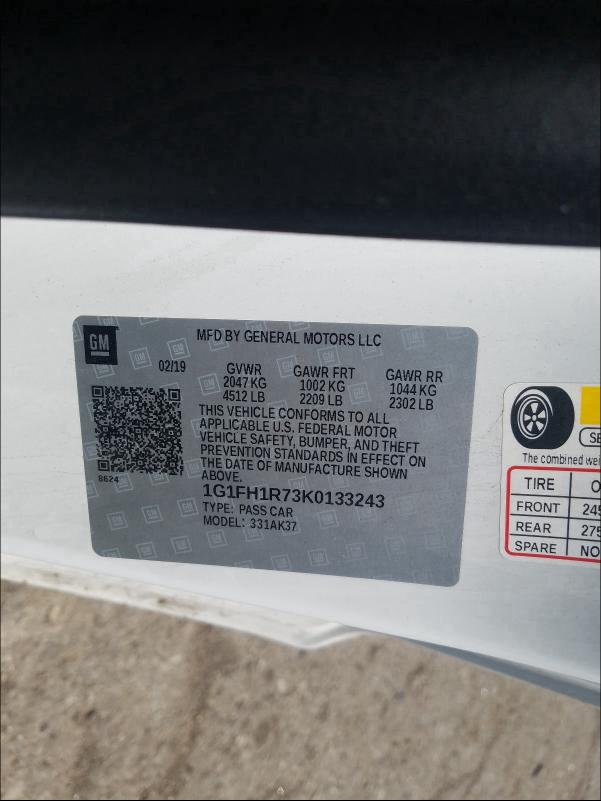 GM
MFD BY GENERAL MOTORS LLC
02/19
GVWR GAWR FRT GAWR RR
2047 KG 1002 KG 1044 KG
4512 LB 2209 LB 2302 LB
THIS VEHICLE CONFORMS TO ALL
APPLICABLE U.S. FEDERAL MOTOR
VEHICLE SAFETY, BUMPER, AND THEFT
PREVENTION STANDARDS IN EFFECT ON
THE DATE OF MANUFACTURE SHOWN
ABOVE.
8624
1G1FH1R73K0133243
TYPE: PASS CAR
MODEL: 331AK37
The combined
TIRE
FRONT 245
REAR 275
SPARE